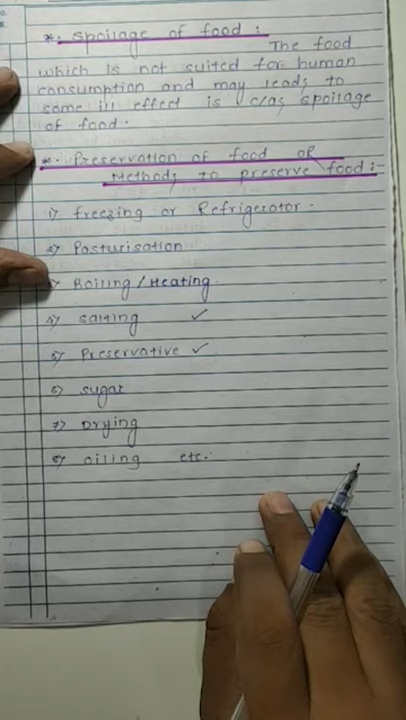 *. Spoilage of food :
The food
which is not suited for human
consumption and may leads to
some ill effect is c/as spoilage
of food.
*. Preservation of food or
Methods to preserve food :-
1) freezing or Refrigerator.
2) Pasturisation
Boiling / Heating.
4) Salting ✓
5) Preservative ✓
6) sugar
7) Drying
8) oiling etc.